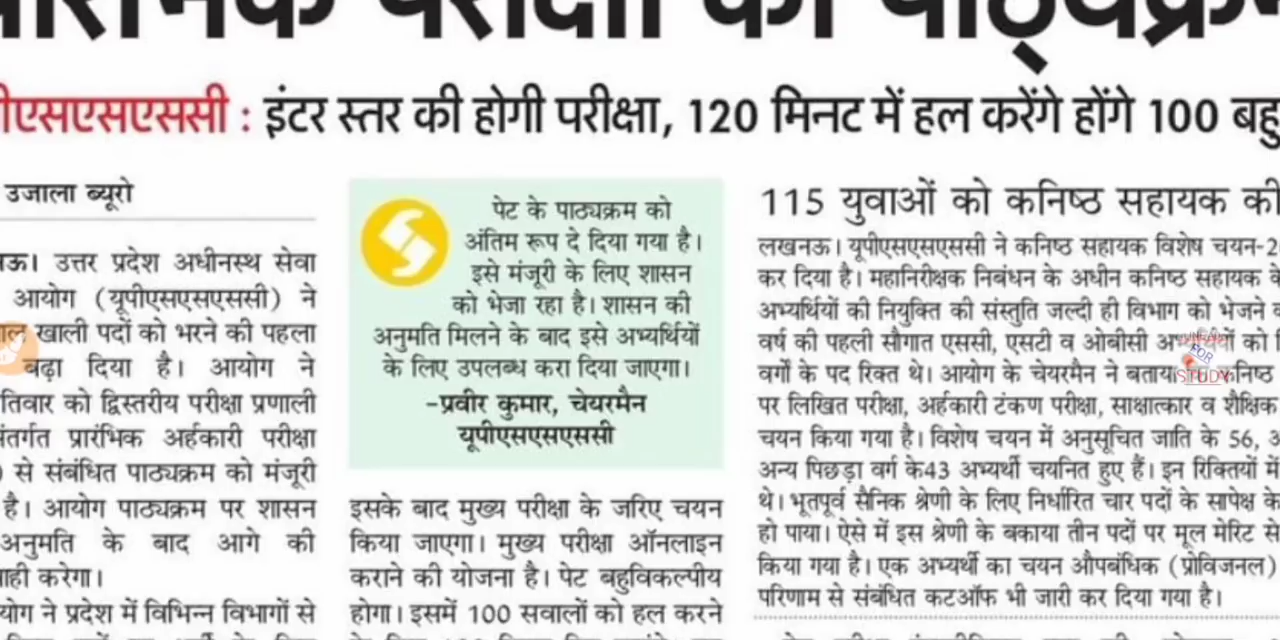 परीक्षा का पाठ्यक्रम
: इंटर स्तर की होगी परीक्षा, 120 मिनट में हल करेंगे होंगे 100
उजाला ब्यूरो
उत्तर प्रदेश अधीनस्थ सेवा
आयोग (यूपीएसएसएससी) ने
खाली पदों को भरने की पहला
बढ़ा दिया है। आयोग ने
को द्विस्तरीय परीक्षा प्रणाली
प्रारंभिक अर्हकारी परीक्षा
) से संबंधित पाठ्यक्रम को मंजूरी
है। आयोग पाठ्यक्रम पर शासन
अनुमति के बाद आगे की
करेगा।
ने प्रदेश में विभिन्न विभागों से
पेट के पाठ्यक्रम को
अंतिम रूप दे दिया गया है।
इसे मंजूरी के लिए शासन
को भेजा रहा है। शासन की
अनुमति मिलने के बाद इसे अभ्यर्थियों
के लिए उपलब्ध करा दिया जाएगा।
-प्रवीर कुमार, चेयरमैन
यूपीएसएसएससी
इसके बाद मुख्य परीक्षा के जरिए चयन
किया जाएगा। मुख्य परीक्षा ऑनलाइन
कराने की योजना है। पेट बहुविकल्पीय
होगा। इसमें 100 सवालों को हल करने
115 युवाओं को कनिष्ठ सहायक की
लखनऊ। यूपीएसएसएससी ने कनिष्ठ सहायक विशेष चयन-2
कर दिया है। महानिरीक्षक निबंधन के अधीन कनिष्ठ सहायक के
अभ्यर्थियों की नियुक्ति की संस्तुति जल्दी ही विभाग को भेजने
वर्ष की पहली सौगात एससी, एसटी व ओबीसी को
वर्गों के पद रिक्त थे। आयोग के चेयरमैन ने बताया कनिष्ठ
पर लिखित परीक्षा, अर्हकारी टंकण परीक्षा, साक्षात्कार व शैक्षिक
चयन किया गया है। विशेष चयन में अनुसूचित जाति के 56,
अन्य पिछड़ा वर्ग के43 अभ्यर्थी चयनित हुए हैं। इन रिक्तियों में
थे। भूतपूर्व सैनिक श्रेणी के लिए निर्धारित चार पदों के सापेक्ष के
हो पाया। ऐसे में इस श्रेणी के बकाया तीन पदों पर मूल मेरिट से
किया गया है। एक अभ्यर्थी का चयन औपबंधिक (प्रोविजनल)
परिणाम से संबंधित कटऑफ भी जारी कर दिया गया है।
FOR
STUDY